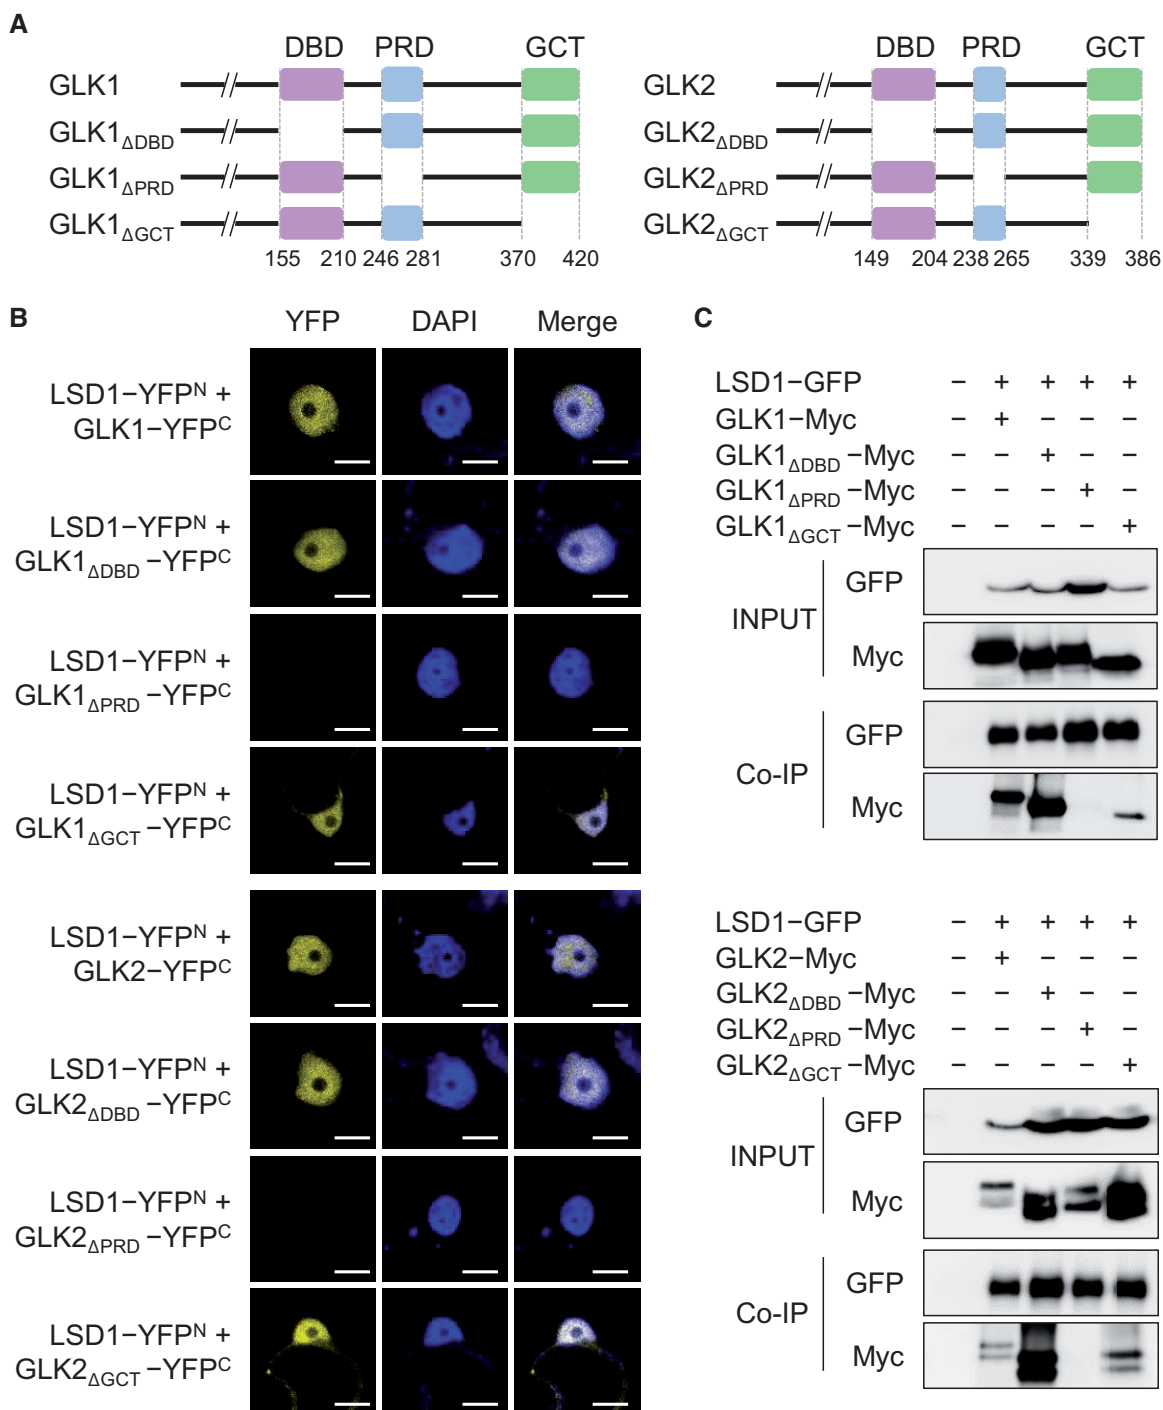 A
DBD PRD GCT
GLK1
GLK1ΔDBD
GLK1ΔPRD
GLK1ΔGCT
155 210 246 281 370 420
DBD PRD GCT
GLK2
GLK2ΔDBD
GLK2ΔPRD
GLK2ΔGCT
149 204 238 265 339 386
B
YFP DAPI Merge
LSD1−YFPN +
GLK1−YFPC
LSD1−YFPN +
GLK1ΔDBD −YFPC
LSD1−YFPN +
GLK1ΔPRD −YFPC
LSD1−YFPN +
GLK1ΔGCT −YFPC
LSD1−YFPN +
GLK2−YFPC
LSD1−YFPN +
GLK2ΔDBD −YFPC
LSD1−YFPN +
GLK2ΔPRD −YFPC
LSD1−YFPN +
GLK2ΔGCT −YFPC
C
LSD1−GFP − + + + +
GLK1−Myc − + − − −
GLK1ΔDBD −Myc − − + − −
GLK1ΔPRD −Myc − − − + −
GLK1ΔGCT −Myc − − − − +
INPUT
GFP
Myc
Co-IP
GFP
Myc
LSD1−GFP − + + + +
GLK2−Myc − + − − −
GLK2ΔDBD −Myc − − + − −
GLK2ΔPRD −Myc − − − + −
GLK2ΔGCT −Myc − − − − +
INPUT
GFP
Myc
Co-IP
GFP
Myc